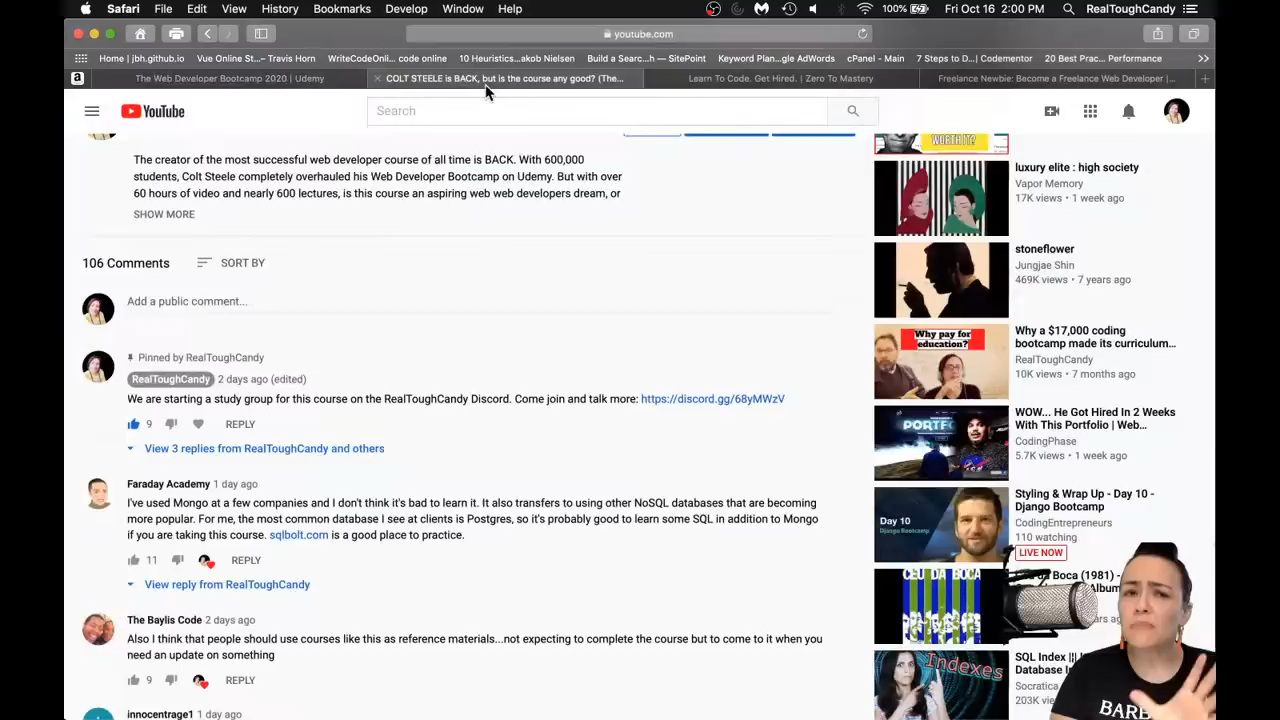 Safari File Edit View History Bookmarks Develop Window Help 100% Fri Oct 16 2:00 PM RealToughCandy
youtube.com
Home | jbh.github.io Vue Online St...– Travis Horn WriteCodeOnli... code online 10 Heuristics...akob Nielsen Build a Searc...h) — SitePoint Keyword Plan...gle AdWords cPanel - Main 7 Steps to D...| Codementor 20 Best Prac... Performance
a The Web Developer Bootcamp 2020 | Udemy COLT STEELE is BACK, but is the course any good? (The... Learn To Code. Get Hired. | Zero To Mastery Freelance Newbie: Become a Freelance Web Developer |...
YouTube Search
WORTH IT?
The creator of the most successful web developer course of all time is BACK. With 600,000
students, Colt Steele completely overhauled his Web Developer Bootcamp on Udemy. But with over
60 hours of video and nearly 600 lectures, is this course an aspiring web web developers dream, or
SHOW MORE
luxury elite : high society
Vapor Memory
17K views • 1 week ago
106 Comments SORT BY
stoneflower
Jungjae Shin
469K views • 7 years ago
Add a public comment...
Pinned by RealToughCandy
RealToughCandy 2 days ago (edited)
We are starting a study group for this course on the RealToughCandy Discord. Come join and talk more: https://discord.gg/68yMWzV
9 REPLY
View 3 replies from RealToughCandy and others
Why pay for
education?
Why a $17,000 coding
bootcamp made its curriculum...
RealToughCandy
10K views • 7 months ago
Faraday Academy 1 day ago
I've used Mongo at a few companies and I don't think it's bad to learn it. It also transfers to using other NoSQL databases that are becoming
more popular. For me, the most common database I see at clients is Postgres, so it's probably good to learn some SQL in addition to Mongo
if you are taking this course. sqlbolt.com is a good place to practice.
11 REPLY
View reply from RealToughCandy
PORTF
WOW... He Got Hired In 2 Weeks
With This Portfolio | Web...
CodingPhase
5.7K views • 1 week ago
Day 10
Styling & Wrap Up - Day 10 -
Django Bootcamp
CodingEntrepreneurs
110 watching
LIVE NOW
The Baylis Code 2 days ago
Also I think that people should use courses like this as reference materials...not expecting to complete the course but to come to it when you
need an update on something
9 REPLY
CEU DA BOCA
da Boca (1981) -
Album
innocentrage1 1 day ago
Indexes
SQL Index |
Database In
Socratica
203K vie
BARB